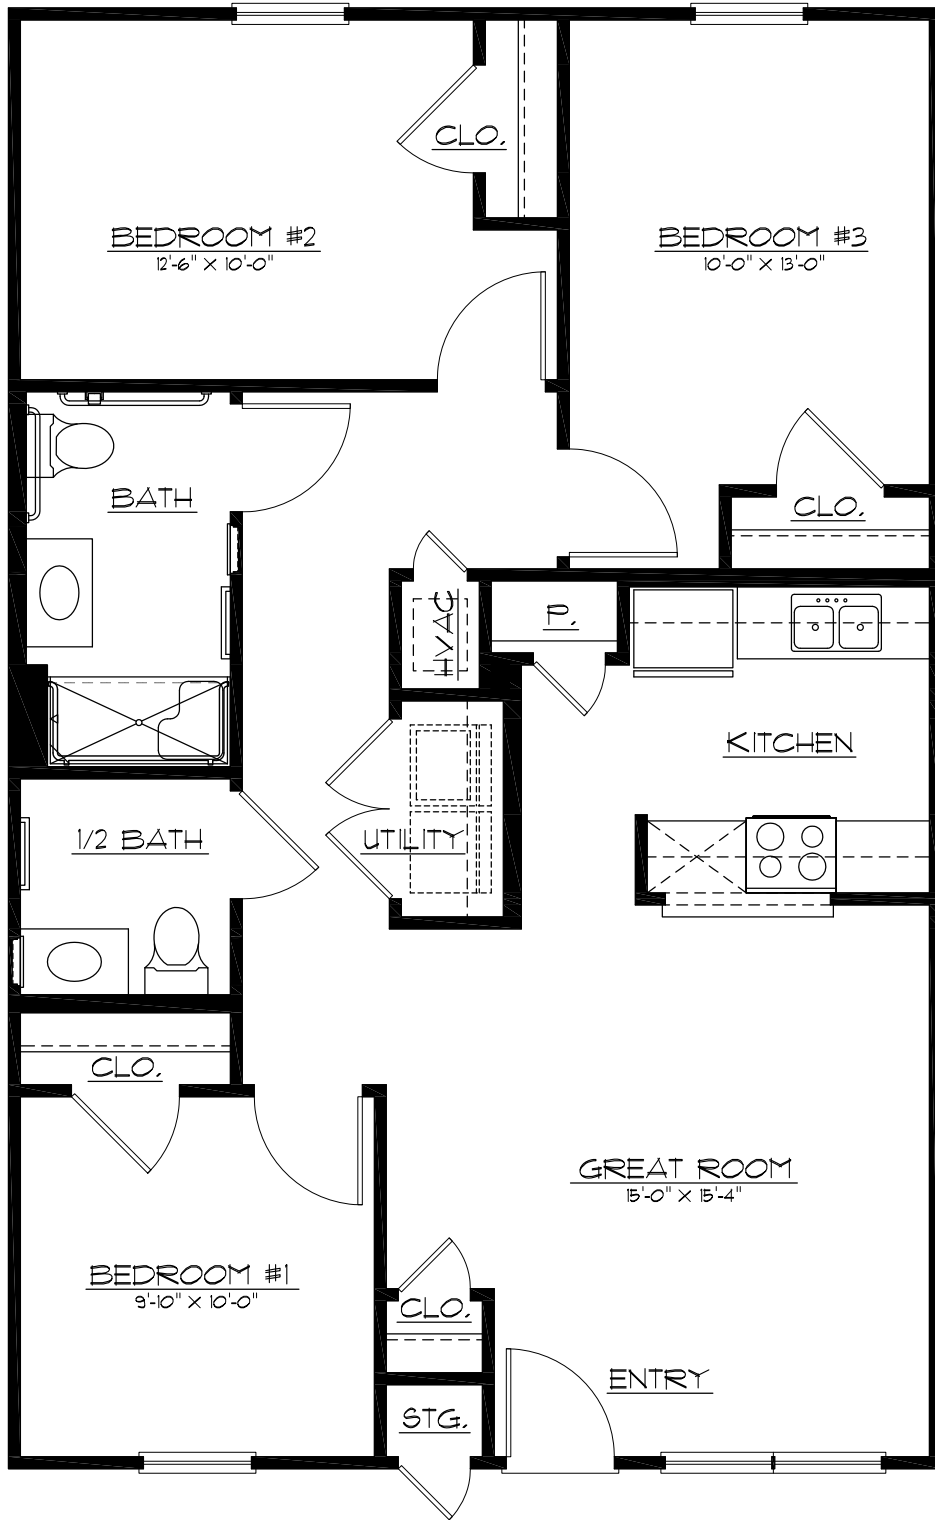 CLO.
BEDROOM #2
12'-6" X 10'-0"
BEDROOM #3
10'-0" X 13'-0"
BATH
CLO.
HVAC
P.
KITCHEN
1/2 BATH
UTILITY
CLO.
GREAT ROOM
15'-0" X 15'-4"
BEDROOM #1
9'-10" X 10'-0"
CLO.
ENTRY
STG.